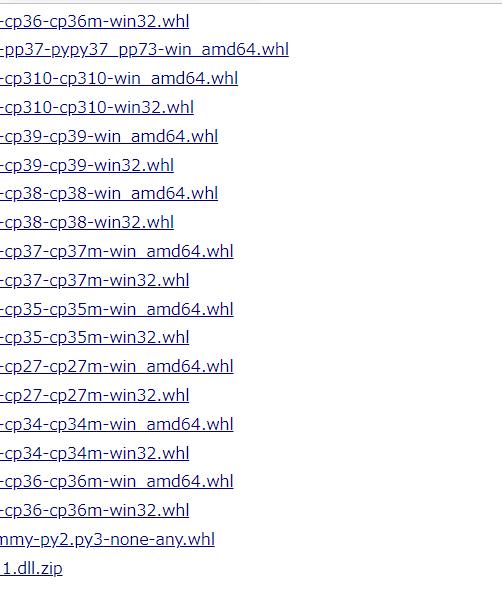 -cp36-cp36m-win32.whl
-pp37-pypy37_pp73-win_amd64.whl
-cp310-cp310-win_amd64.whl
-cp310-cp310-win32.whl
-cp39-cp39-win_amd64.whl
-cp39-cp39-win32.whl
-cp38-cp38-win_amd64.whl
-cp38-cp38-win32.whl
-cp37-cp37m-win_amd64.whl
-cp37-cp37m-win32.whl
-cp35-cp35m-win_amd64.whl
-cp35-cp35m-win32.whl
-cp27-cp27m-win_amd64.whl
-cp27-cp27m-win32.whl
-cp34-cp34m-win_amd64.whl
-cp34-cp34m-win32.whl
-cp36-cp36m-win_amd64.whl
-cp36-cp36m-win32.whl
mmy-py2.py3-none-any.whl
1.dll.zip